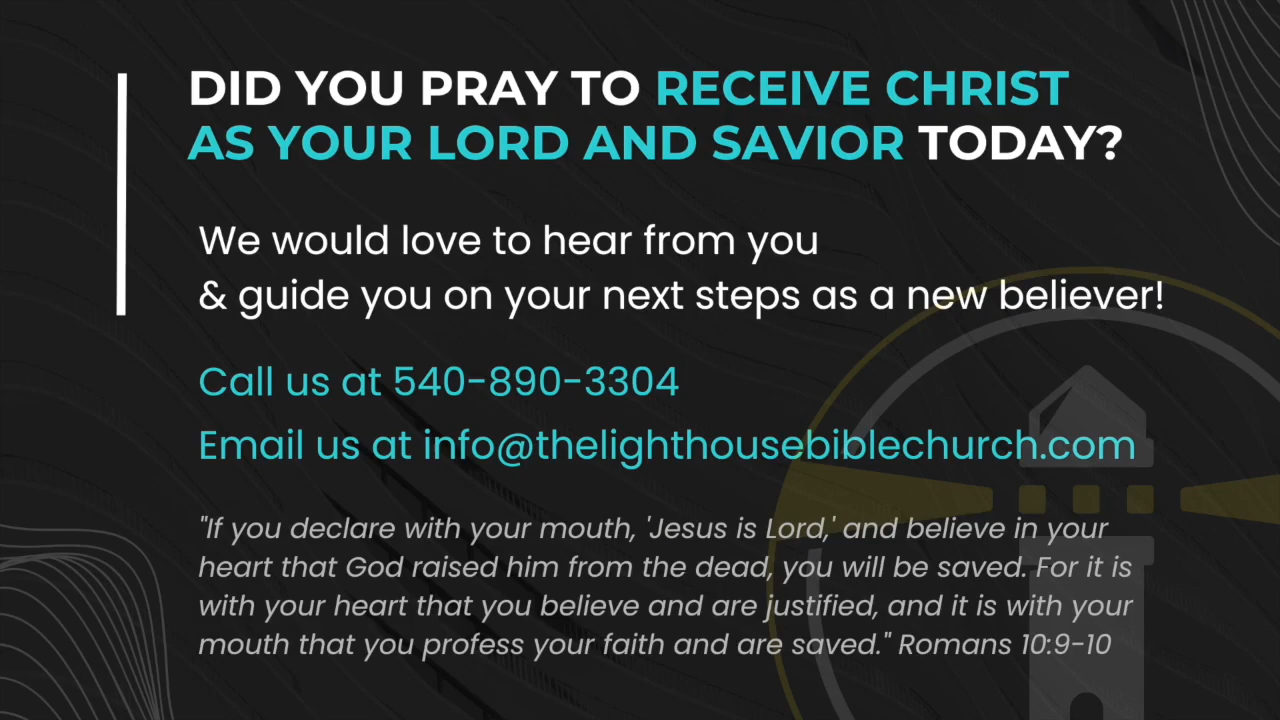 DID YOU PRAY TO RECEIVE CHRIST
AS YOUR LORD AND SAVIOR TODAY?
We would love to hear from you
& guide you on your next steps as a new believer!
Call us at 540-890-3304
Email us at info@thelighthousebiblechurch.com
"If you declare with your mouth, 'Jesus is Lord,' and believe in your
heart that God raised him from the dead, you will be saved. For it is
with your heart that you believe and are justified, and it is with your
mouth that you profess your faith and are saved." Romans 10:9-10